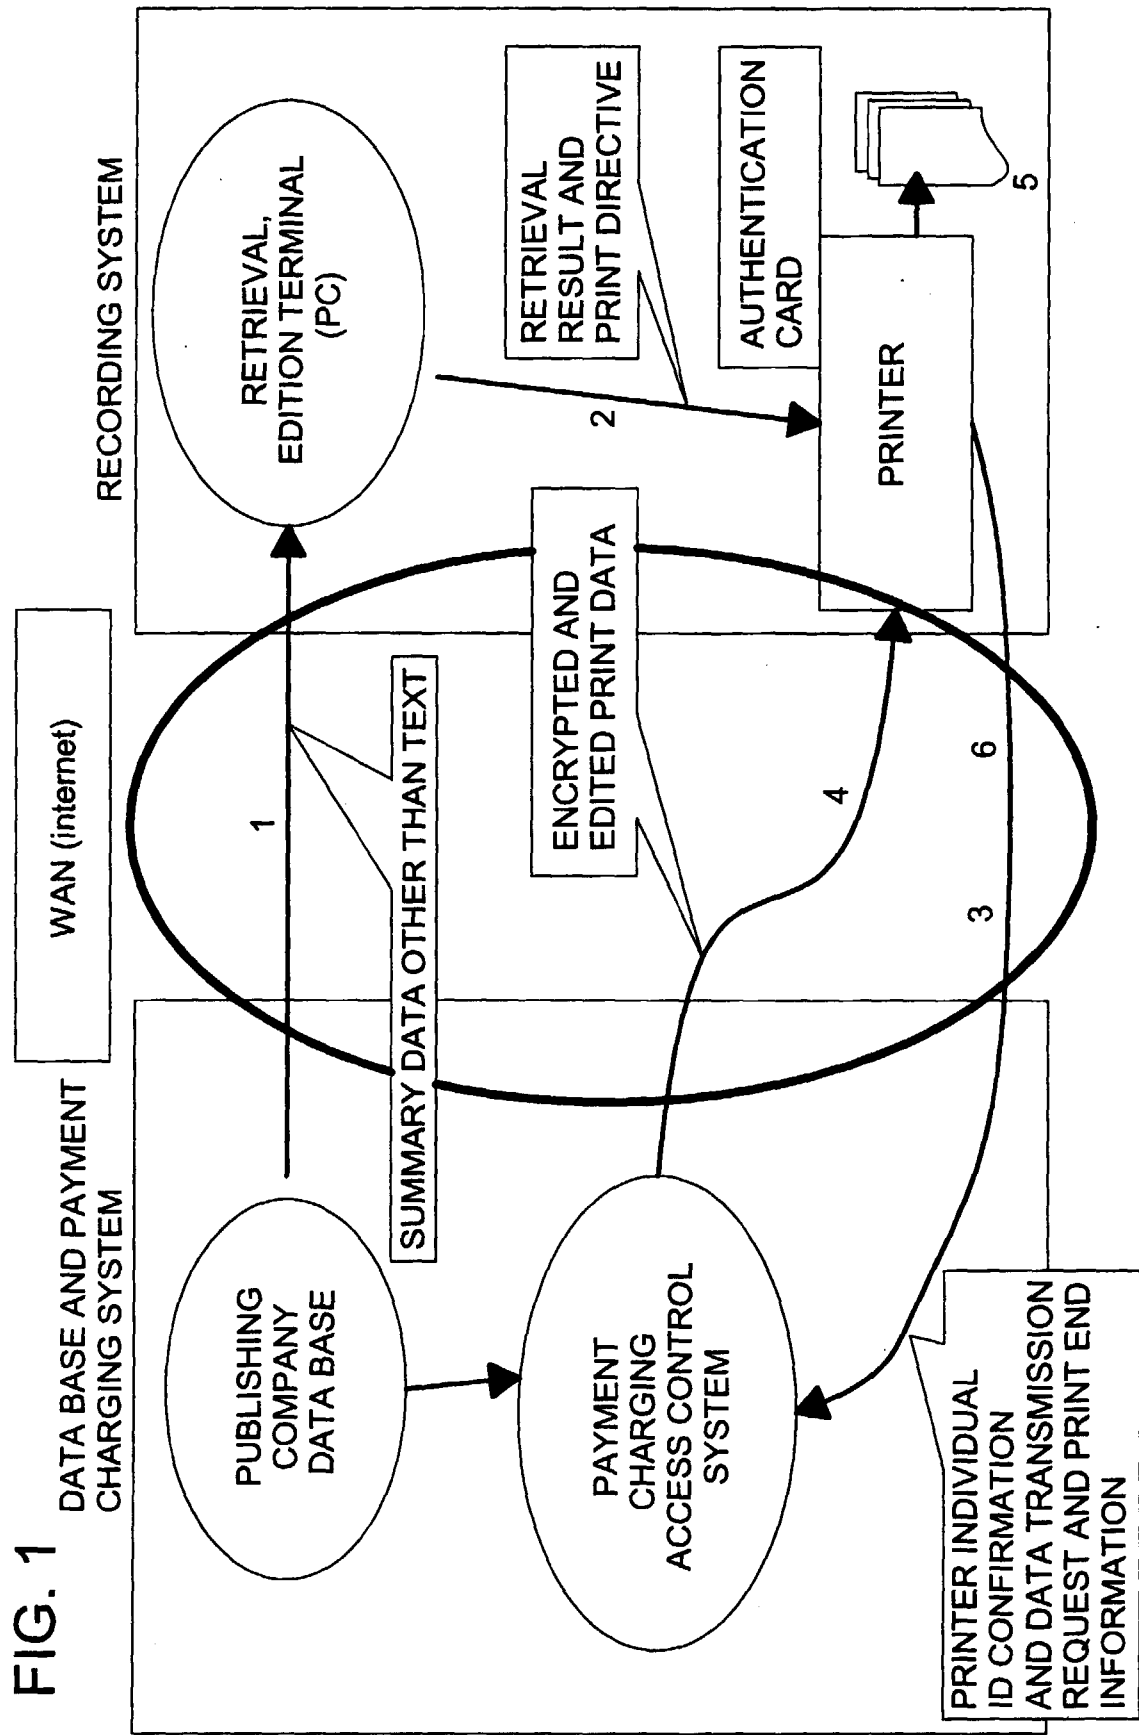 FIG. 1
DATA BASE AND PAYMENT
CHARGING SYSTEM
WAN (internet)
RECORDING SYSTEM
PUBLISHING
COMPANY
DATA BASE
1
RETRIEVAL,
EDITION TERMINAL
(PC)
SUMMARY DATA OTHER THAN TEXT
2
RETRIEVAL
RESULT AND
PRINT DIRECTIVE
ENCRYPTED AND
EDITED PRINT DATA
PAYMENT
CHARGING
ACCESS CONTROL
SYSTEM
4
AUTHENTICATION
CARD
PRINTER
5
3
6
PRINTER INDIVIDUAL
ID CONFIRMATION
AND DATA TRANSMISSION
REQUEST AND PRINT END
INFORMATION